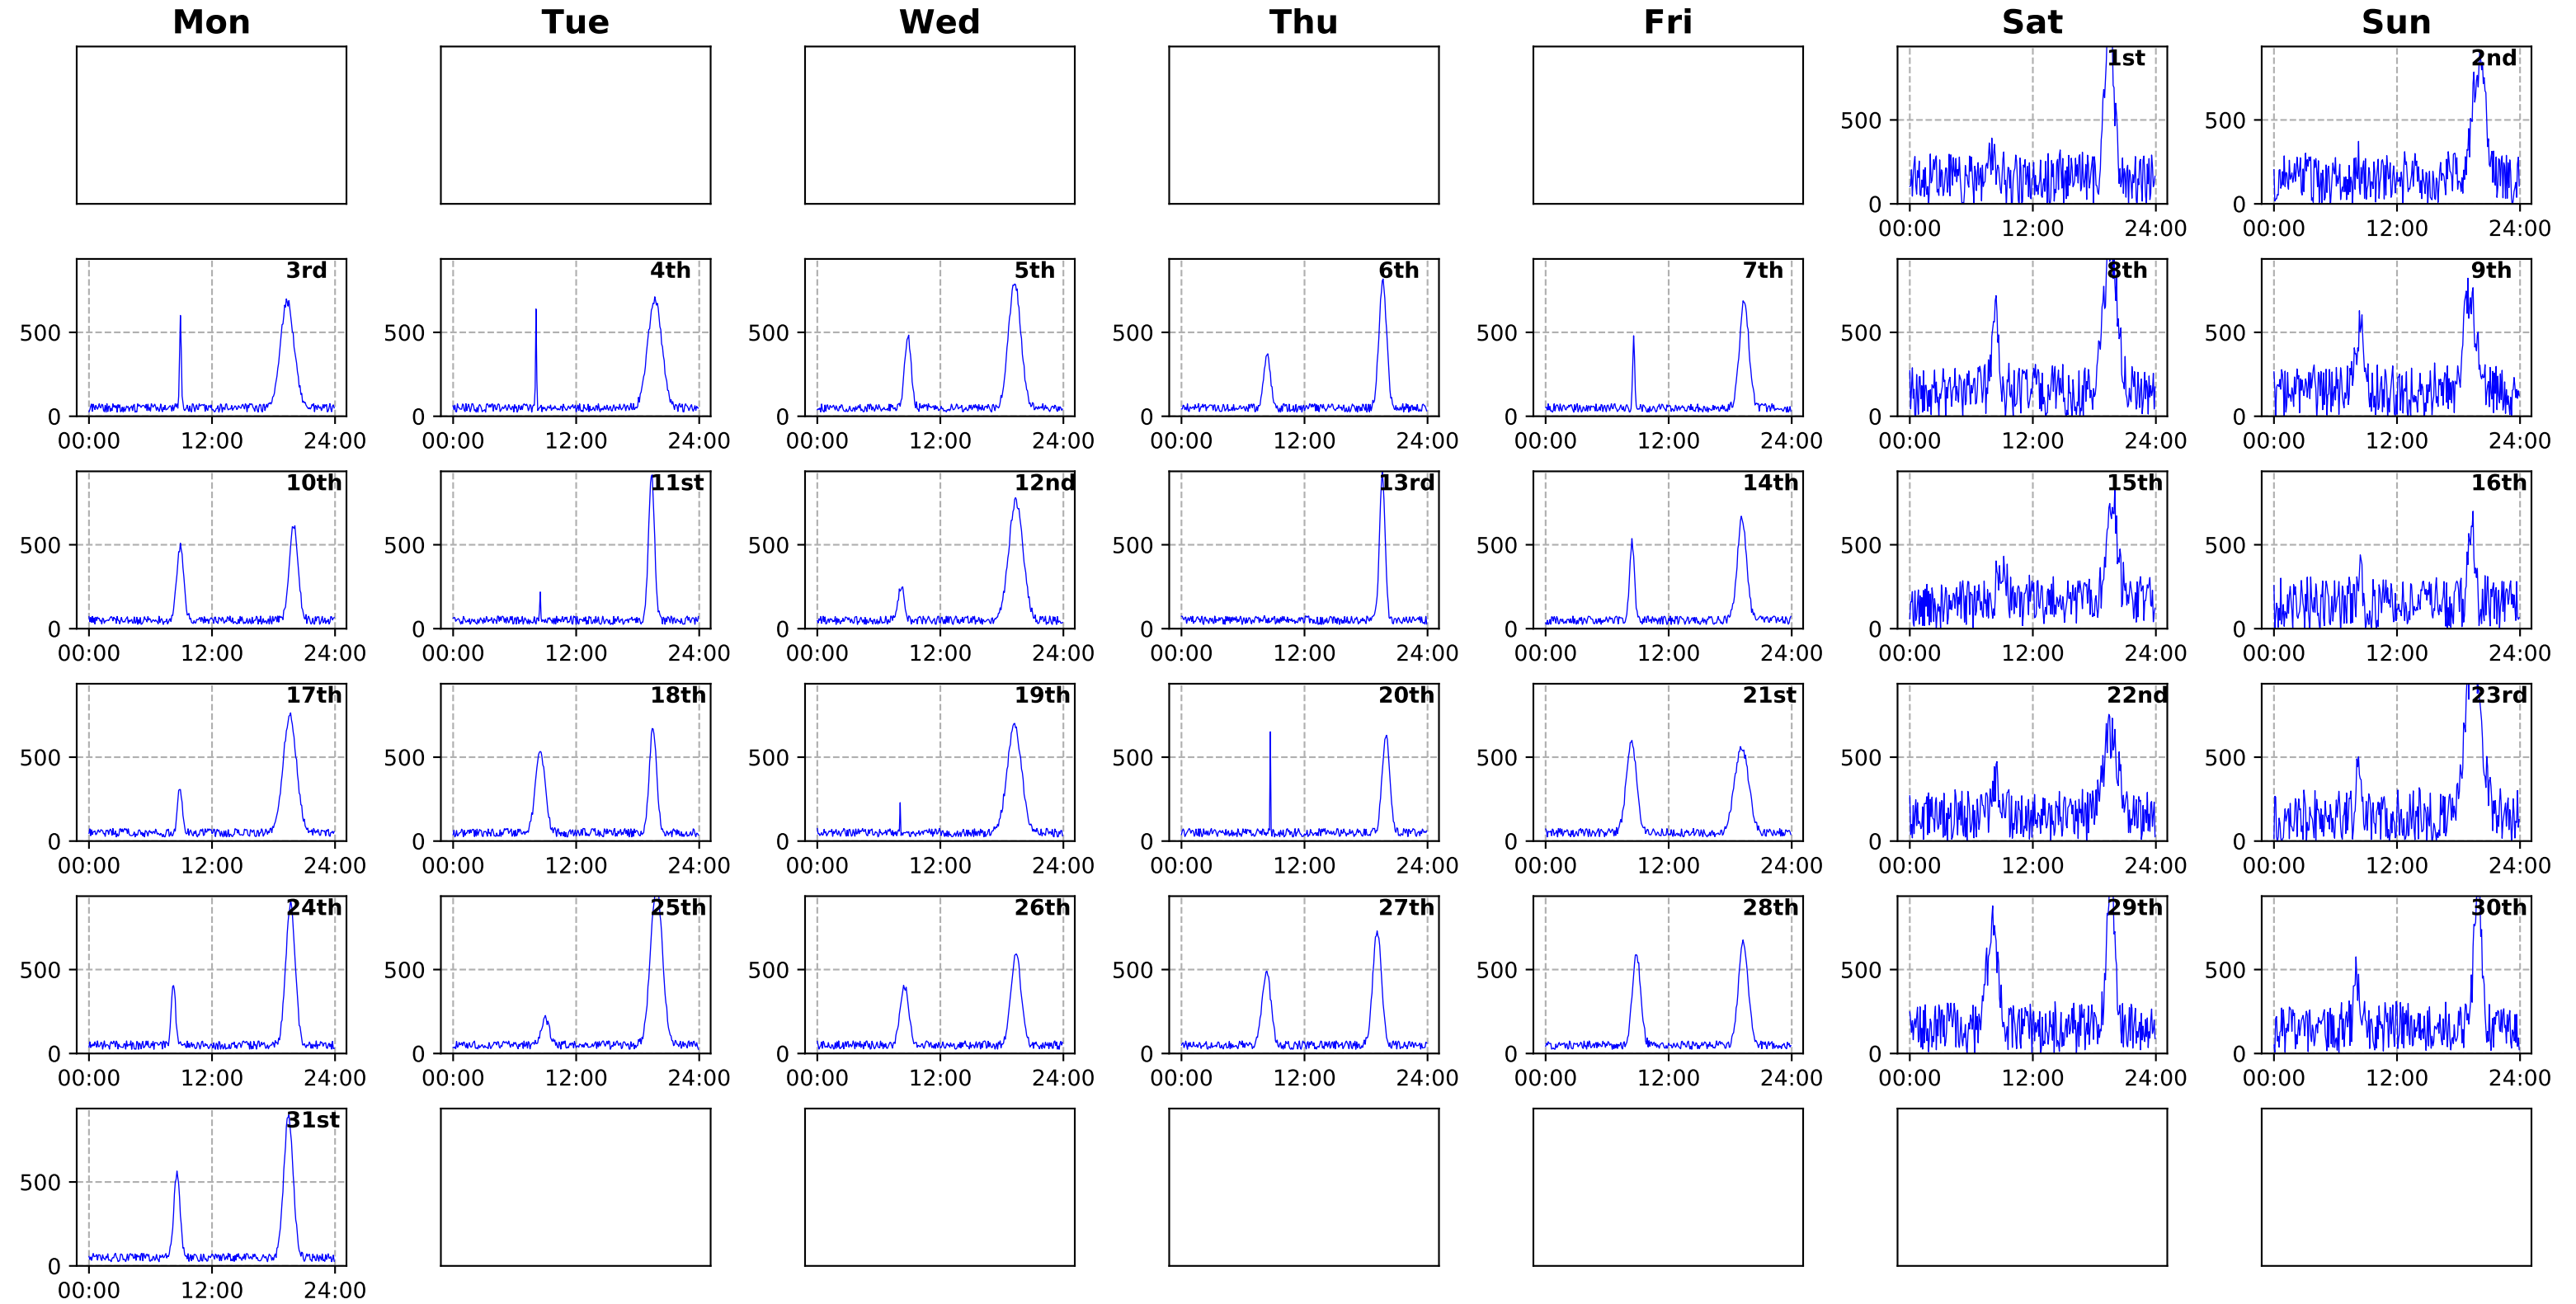 Mon Tue Wed Thu Fri Sat Sun
1st 2nd
500 500
0 0
00:00 12:00 24:00 00:00 12:00 24:00
3rd 4th 5th 6th 7th 8th 9th
500 500 500 500 500 500 500
0 0 0 0 0 0 0
00:00 12:00 24:00 00:00 12:00 24:00 00:00 12:00 24:00 00:00 12:00 24:00 00:00 12:00 24:00 00:00 12:00 24:00 00:00 12:00 24:00
10th 11st 12nd 13rd 14th 15th 16th
500 500 500 500 500 500 500
0 0 0 0 0 0 0
00:00 12:00 24:00 00:00 12:00 24:00 00:00 12:00 24:00 00:00 12:00 24:00 00:00 12:00 24:00 00:00 12:00 24:00 00:00 12:00 24:00
17th 18th 19th 20th 21st 22nd 23rd
500 500 500 500 500 500 500
0 0 0 0 0 0 0
00:00 12:00 24:00 00:00 12:00 24:00 00:00 12:00 24:00 00:00 12:00 24:00 00:00 12:00 24:00 00:00 12:00 24:00 00:00 12:00 24:00
24th 25th 26th 27th 28th 29th 30th
500 500 500 500 500 500 500
0 0 0 0 0 0 0
00:00 12:00 24:00 00:00 12:00 24:00 00:00 12:00 24:00 00:00 12:00 24:00 00:00 12:00 24:00 00:00 12:00 24:00 00:00 12:00 24:00
31st
500
0
00:00 12:00 24:00